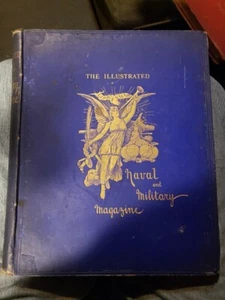 THE ILLUSTRATED
Naval
and
Military
Magazine